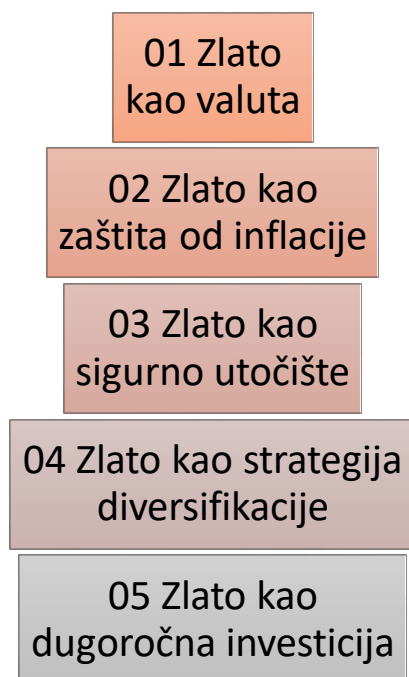 01 Zlato
kao valuta
02 Zlato kao
zaštita od inflacije
03 Zlato kao
sigurno utočište
04 Zlato kao strategija
diversifikacije
05 Zlato kao
dugoročna investicija